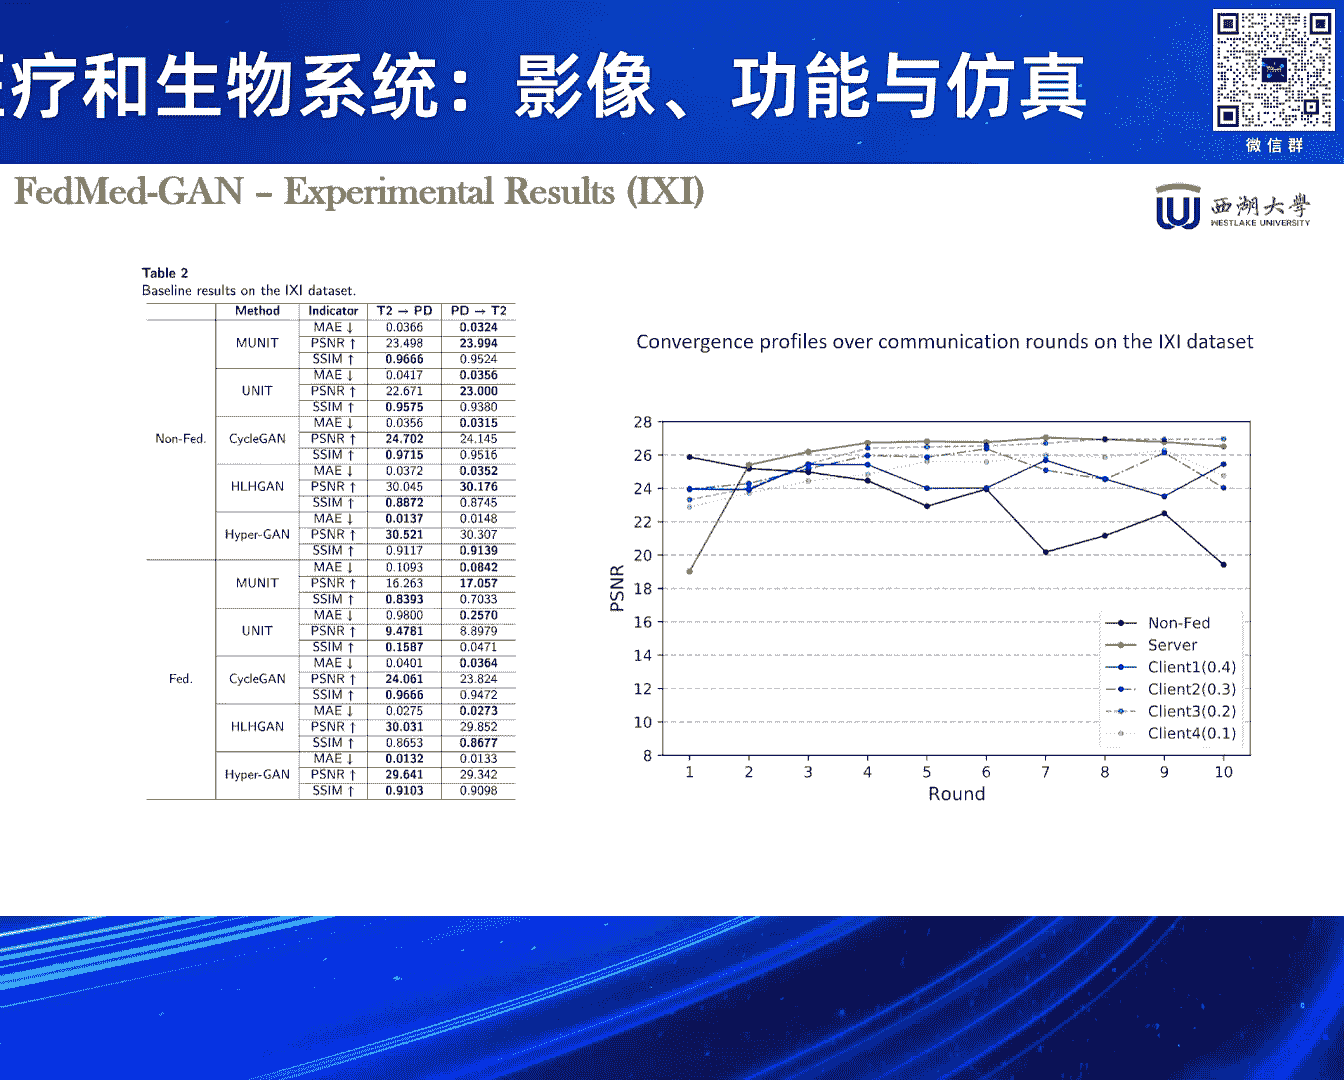 疗和生物系统：影像、功能与仿真
微信群
FedMed-GAN – Experimental Results (IXI)
西湖大學
WESTLAKE UNIVERSITY
Table 2
Baseline results on the IXI dataset.
Method Indicator T2 → PD PD → T2
Non-Fed. MUNIT MAE ↓ 0.0366 0.0324
PSNR ↑ 23.498 23.994
SSIM ↑ 0.9666 0.9524
UNIT MAE ↓ 0.0417 0.0356
PSNR ↑ 22.671 23.000
SSIM ↑ 0.9575 0.9380
CycleGAN MAE ↓ 0.0356 0.0315
PSNR ↑ 24.702 24.145
SSIM ↑ 0.9715 0.9516
HLHGAN MAE ↓ 0.0372 0.0352
PSNR ↑ 30.045 30.176
SSIM ↑ 0.8872 0.8745
Hyper-GAN MAE ↓ 0.0137 0.0148
PSNR ↑ 30.521 30.307
SSIM ↑ 0.9117 0.9139
Fed. MUNIT MAE ↓ 0.1093 0.0842
PSNR ↑ 16.263 17.057
SSIM ↑ 0.8393 0.7033
UNIT MAE ↓ 0.9800 0.2570
PSNR ↑ 9.4781 8.8979
SSIM ↑ 0.1587 0.0471
CycleGAN MAE ↓ 0.0401 0.0364
PSNR ↑ 24.061 23.824
SSIM ↑ 0.9666 0.9472
HLHGAN MAE ↓ 0.0275 0.0273
PSNR ↑ 30.031 29.852
SSIM ↑ 0.8653 0.8677
Hyper-GAN MAE ↓ 0.0132 0.0133
PSNR ↑ 29.641 29.342
SSIM ↑ 0.9103 0.9098
Convergence profiles over communication rounds on the IXI dataset
28
26
24
22
20
18
16
14
12
10
8
PSNR
Non-Fed
Server
Client1(0.4)
Client2(0.3)
Client3(0.2)
Client4(0.1)
1 2 3 4 5 6 7 8 9 10
Round